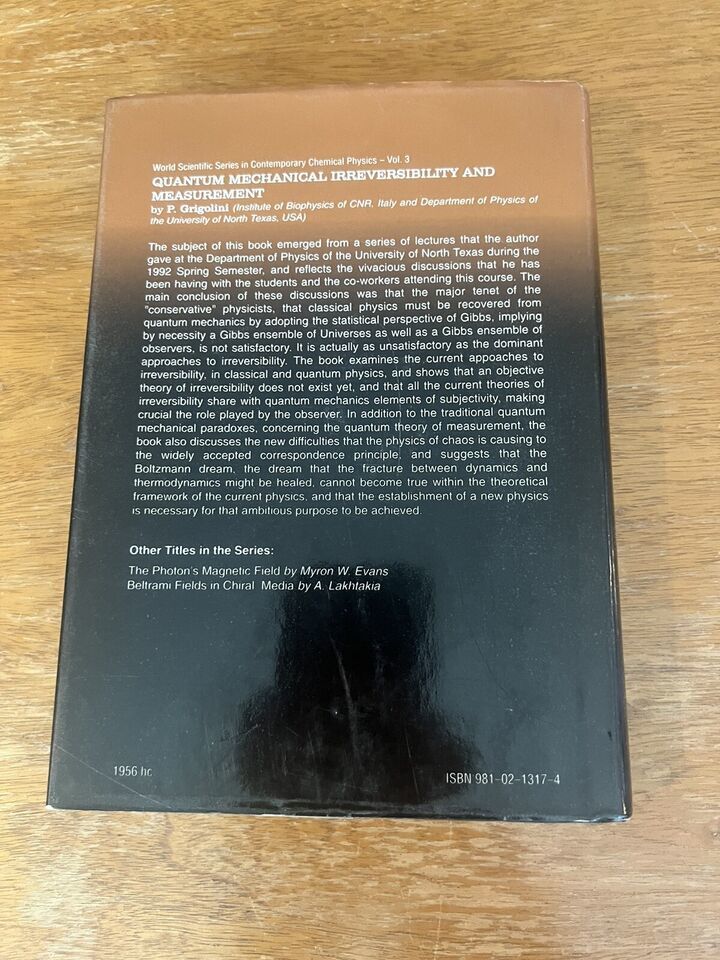 World Scientific Series in Contemporary Chemical Physics – Vol. 3
QUANTUM MECHANICAL IRREVERSIBILITY AND
MEASUREMENT
by P. Grigolini (Institute of Biophysics of CNR, Italy and Department of Physics of
the University of North Texas, USA)
The subject of this book emerged from a series of lectures that the author
gave at the Department of Physics of the University of North Texas during the
1992 Spring Semester, and reflects the vivacious discussions that he has
been having with the students and the co-workers attending this course. The
main conclusion of these discussions was that the major tenet of the
"conservative" physicists, that classical physics must be recovered from
quantum mechanics by adopting the statistical perspective of Gibbs, implying
by necessity a Gibbs ensemble of Universes as well as a Gibbs ensemble of
observers, is not satisfactory. It is actually as unsatisfactory as the dominant
approaches to irreversibility. The book examines the current appoaches to
irreversibility, in classical and quantum physics, and shows that an objective
theory of irreversibility does not exist yet, and that all the current theories of
irreversibility share with quantum mechanics elements of subjectivity, making
crucial the role played by the observer. In addition to the traditional quantum
mechanical paradoxes, concerning the quantum theory of measurement, the
book also discusses the new difficulties that the physics of chaos is causing to
the widely accepted correspondence principle, and suggests that the
Boltzmann dream, the dream that the fracture between dynamics and
thermodynamics might be healed, cannot become true within the theoretical
framework of the current physics, and that the establishment of a new physics
is necessary for that ambitious purpose to be achieved.
Other Titles in the Series:
The Photon's Magnetic Field by Myron W. Evans
Beltrami Fields in Chiral Media by A. Lakhtakia
1956 hc
ISBN 981-02-1317-4